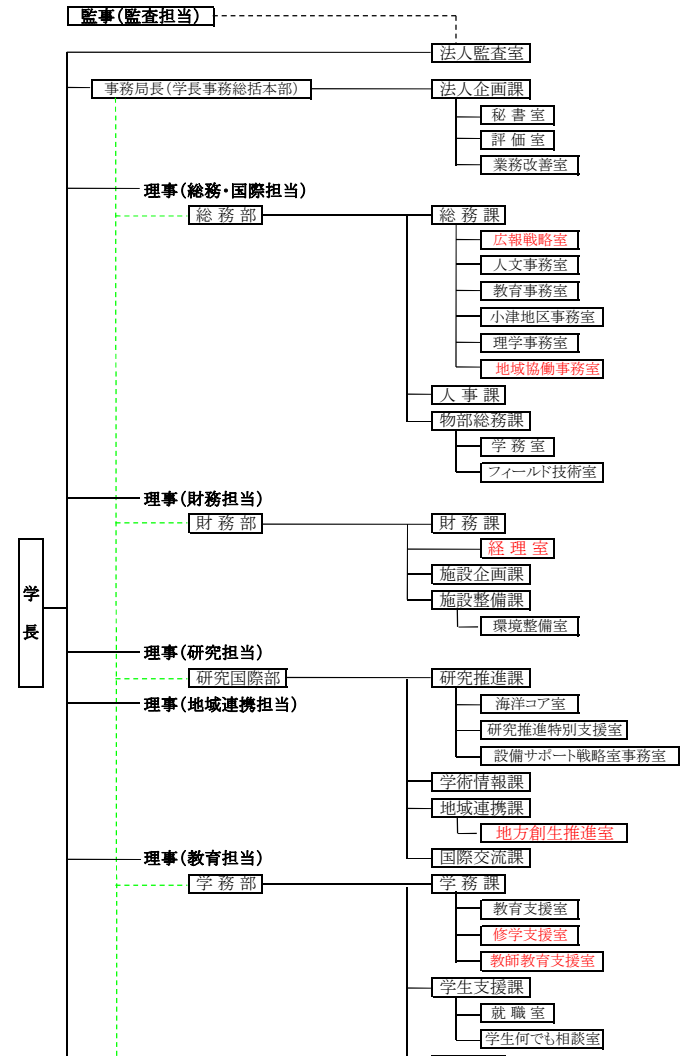 監事(監査担当)
法人監査室
事務局長(学長事務総括本部)
法人企画課
秘書室
評価室
業務改善室
理事(総務・国際担当)
総務部
総務課
広報戦略室
人文事務室
教育事務室
小津地区事務室
理学事務室
地域協働事務室
人事課
物部総務課
学務室
フィールド技術室
理事(財務担当)
財務部
財務課
経理室
施設企画課
施設整備課
環境整備室
学長
理事(研究担当)
研究国際部
研究推進課
理事(地域連携担当)
海洋コア室
研究推進特別支援室
設備サポート戦略室事務室
学術情報課
地域連携課
地方創生推進室
理事(教育担当)
国際交流課
学務部
学務課
教育支援室
修学支援室
教師教育支援室
学生支援課
就職室
学生何でも相談室